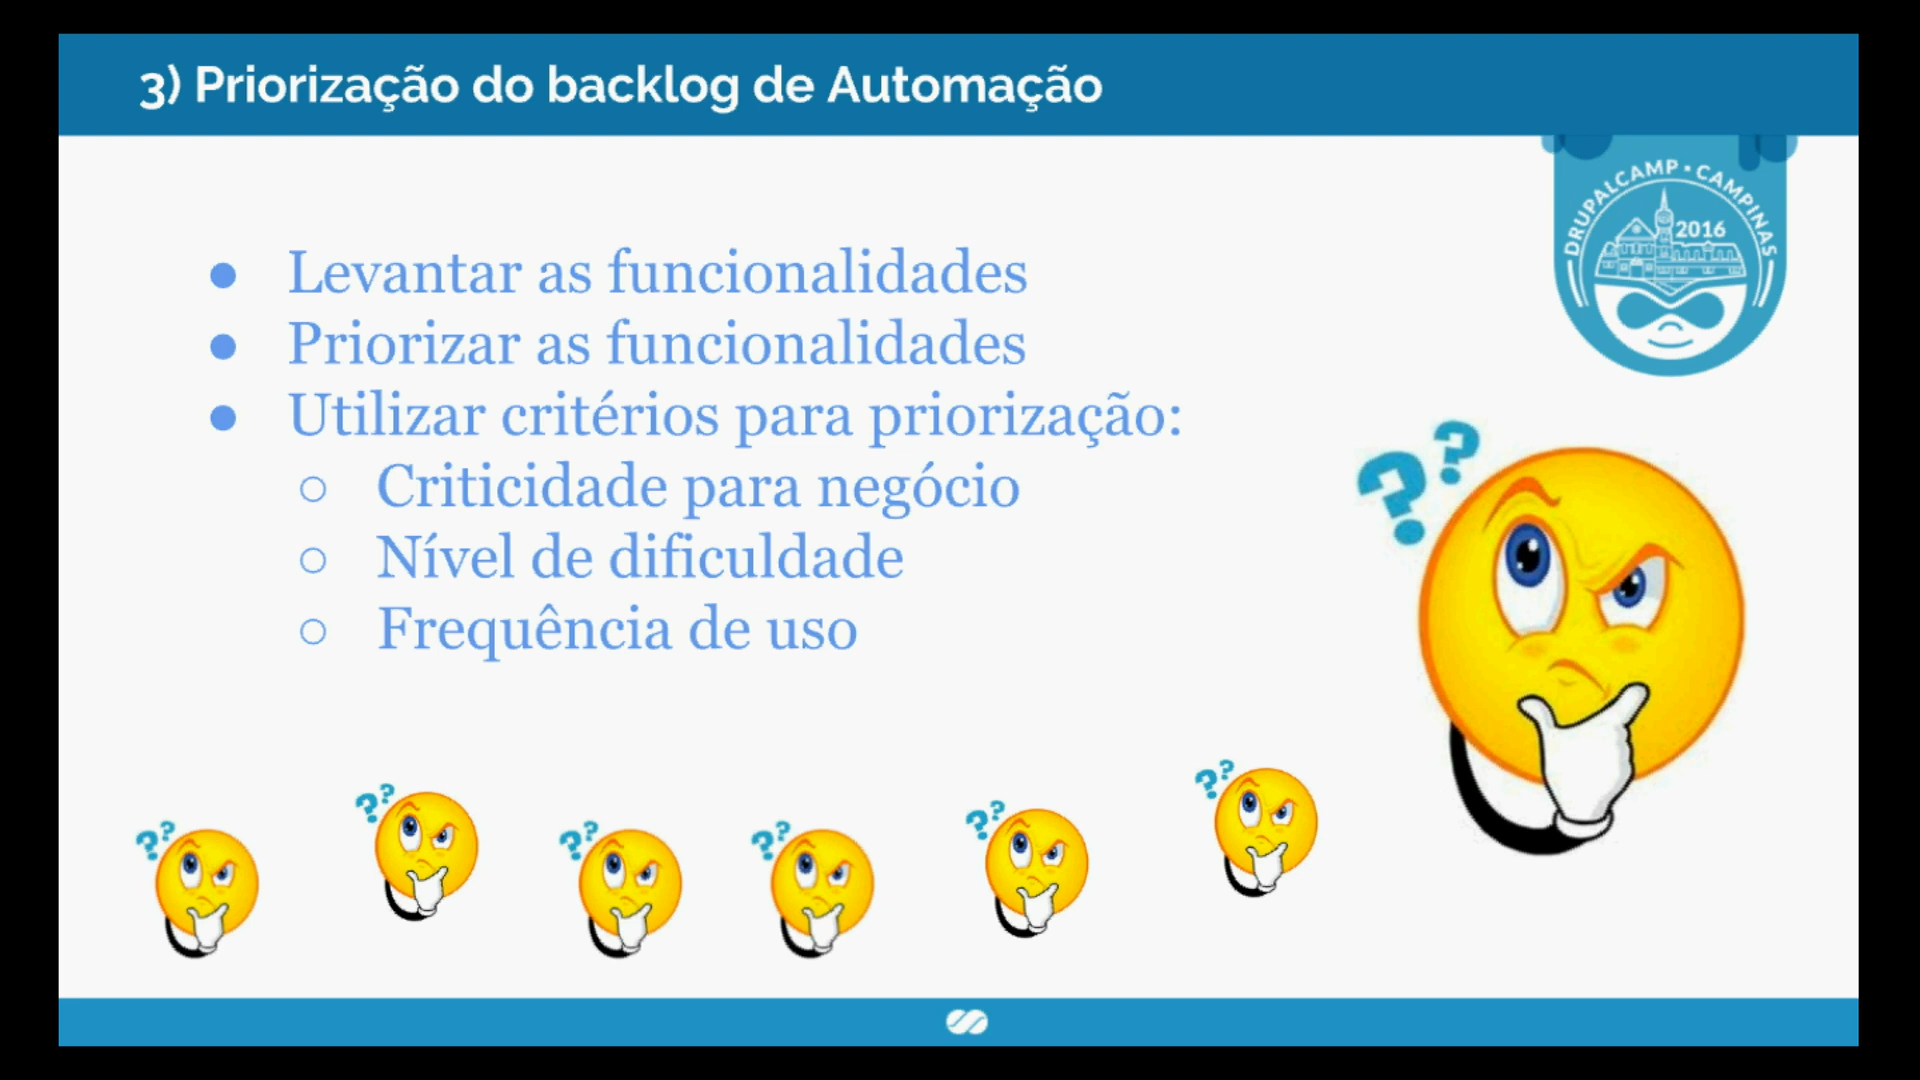 3) Priorização do backlog de Automação
DRUPALCAMP • CAMPINAS
2016
● Levantar as funcionalidades
● Priorizar as funcionalidades
● Utilizar critérios para priorização:
○ Criticidade para negócio
○ Nível de dificuldade
○ Frequência de uso
??
??
??
??
??
??
??